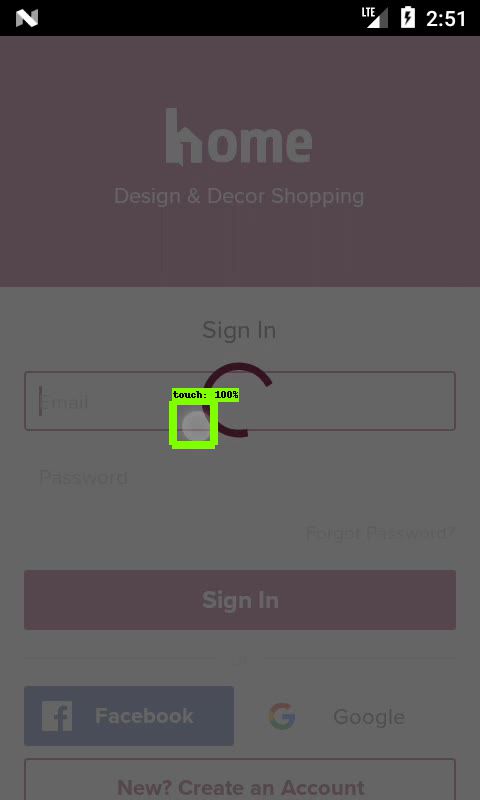 LTE 2:51
home
Design & Decor Shopping
Sign In
touch: 100%
Email
Password
Forgot Password?
Sign In
or
Facebook
Google
New? Create an Account